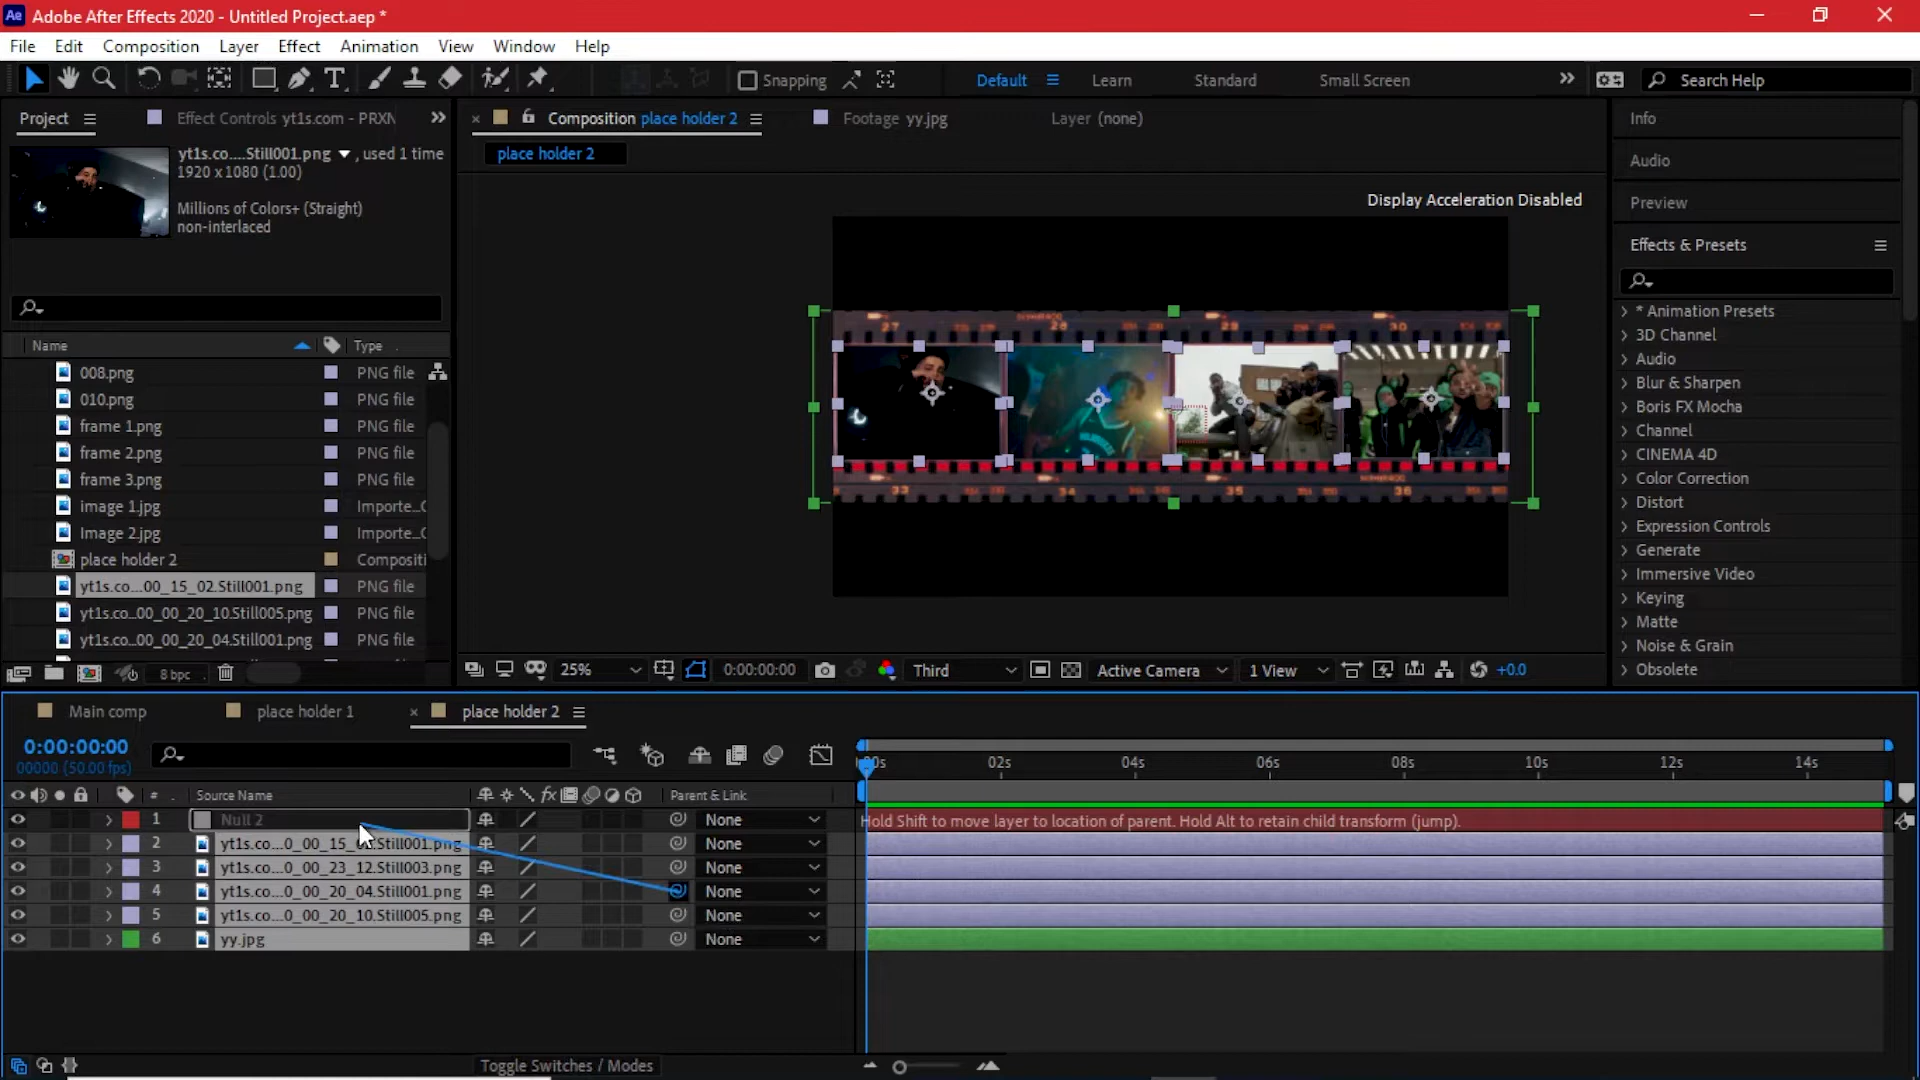 Ae Adobe After Effects 2020 - Untitled Project.aep *
File Edit Composition Layer Effect Animation View Window Help
Snapping Default Learn Standard Small Screen Search Help
Project Effect Controls yt1s.com - PRXN
Composition place holder 2 Footage yy.jpg Layer (none)
yt1s.co....Still001.png , used 1 time
1920 x 1080 (1.00)
Millions of Colors+ (Straight)
non-interlaced
place holder 2
Display Acceleration Disabled
27 28 29 30
33 34 35 36
Name Type
008.png PNG file
010.png PNG file
frame 1.png PNG file
frame 2.png PNG file
frame 3.png PNG file
image 1.jpg Importe...
Image 2.jpg Importe...
place holder 2 Compositi
yt1s.co...00_15_02.Still001.png PNG file
yt1s.co...00_00_20_10.Still005.png PNG file
yt1s.co...00_00_20_04.Still001.png PNG file
8 bpc
25% 0:00:00:00 Third Active Camera 1 View +0.0
Info
Audio
Preview
Effects & Presets
* Animation Presets
3D Channel
Audio
Blur & Sharpen
Boris FX Mocha
Channel
CINEMA 4D
Color Correction
Distort
Expression Controls
Generate
Immersive Video
Keying
Matte
Noise & Grain
Obsolete
Main comp place holder 1 place holder 2
0:00:00:00
00000 (50.00 fps)
02s 04s 06s 08s 10s 12s 14s
# Source Name fx Parent & Link
1 Null 2 None Hold Shift to move layer to location of parent. Hold Alt to retain child transform (jump).
2 yt1s.co....0_00_15_02.Still001.png None
3 yt1s.co....0_00_23_12.Still003.png None
4 yt1s.co....0_00_20_04.Still001.png None
5 yt1s.co....0_00_20_10.Still005.png None
6 yy.jpg None
Toggle Switches / Modes